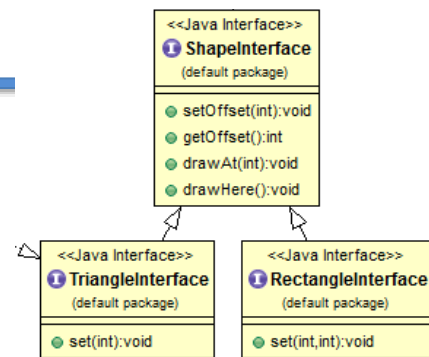 <<Java Interface>>
ShapeInterface
(default package)
setOffset(int):void
getOffset():int
drawAt(int):void
drawHere():void
<<Java Interface>>
TriangleInterface
(default package)
set(int):void
<<Java Interface>>
RectangleInterface
(default package)
set(int,int):void